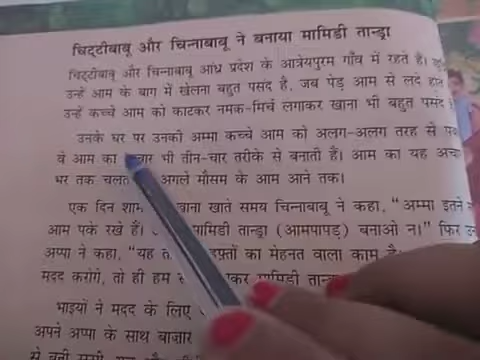 चिट्टीबाबू और चिन्नाबाबू ने बनाया मामिडी तान्ड्रा
चिट्टीबाबू और चिन्नाबाबू आंध्र प्रदेश के आत्रेयपुरम गाँव में रहते हैं।
उन्हें आम के बाग में खेलना बहुत पसंद है, जब पेड़ आम से लदे
उन्हें कच्चे आम को काटकर नमक-मिर्च लगाकर खाना भी बहुत पसंद
उनके घर पर उनकी अम्मा कच्चे आम को अलग-अलग तरह से
वे आम का भी तीन-चार तरीके से बनाती हैं। आम का यह
भर तक अगले मौसम के आम आने तक।
एक दिन खाना खाते समय चिन्नाबाबू ने कहा, "अम्मा इतने
आम पके रखे हैं। मामिडी तान्ड्रा (आमपापड़) बनाओ न।" फिर
अप्पा ने कहा, "यह का मेहनत वाला काम है।
मदद करोगे, तो ही हम मामिडी
भाइयों ने मदद के लिए
अपने अप्पा के साथ बाज़ार